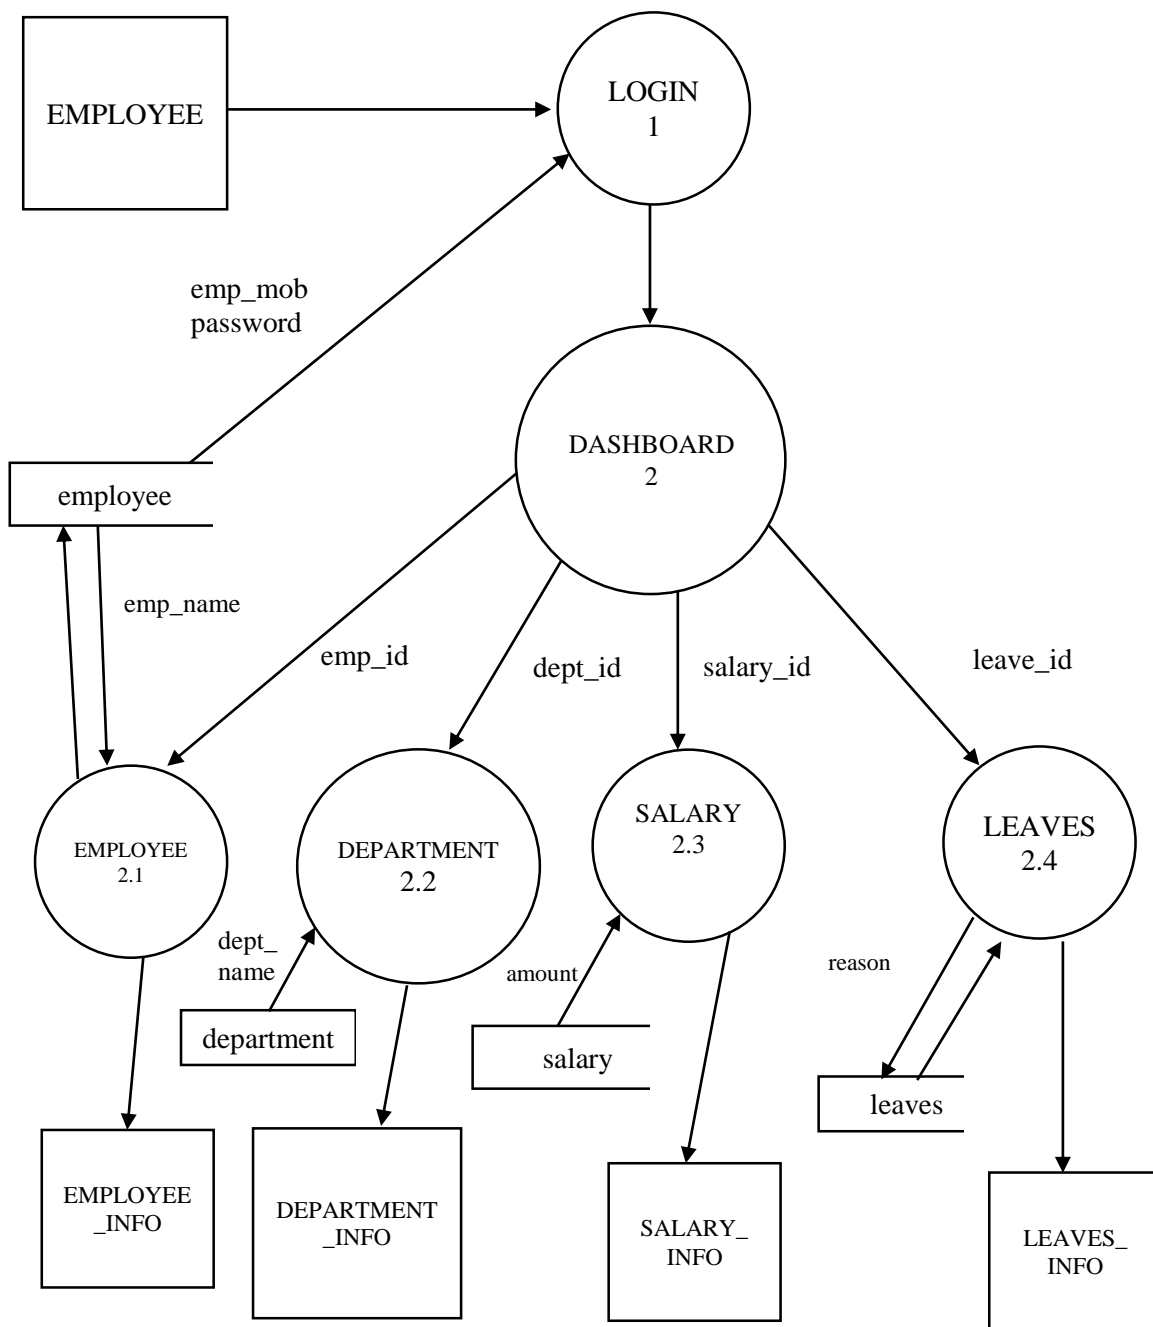 EMPLOYEE
LOGIN
1
emp_mob
password
DASHBOARD
2
employee
emp_name
emp_id
dept_id
salary_id
leave_id
EMPLOYEE
2.1
DEPARTMENT
2.2
SALARY
2.3
LEAVES
2.4
dept_
name
amount
reason
department
salary
leaves
EMPLOYEE
_INFO
DEPARTMENT
_INFO
SALARY_
INFO
LEAVES_
INFO